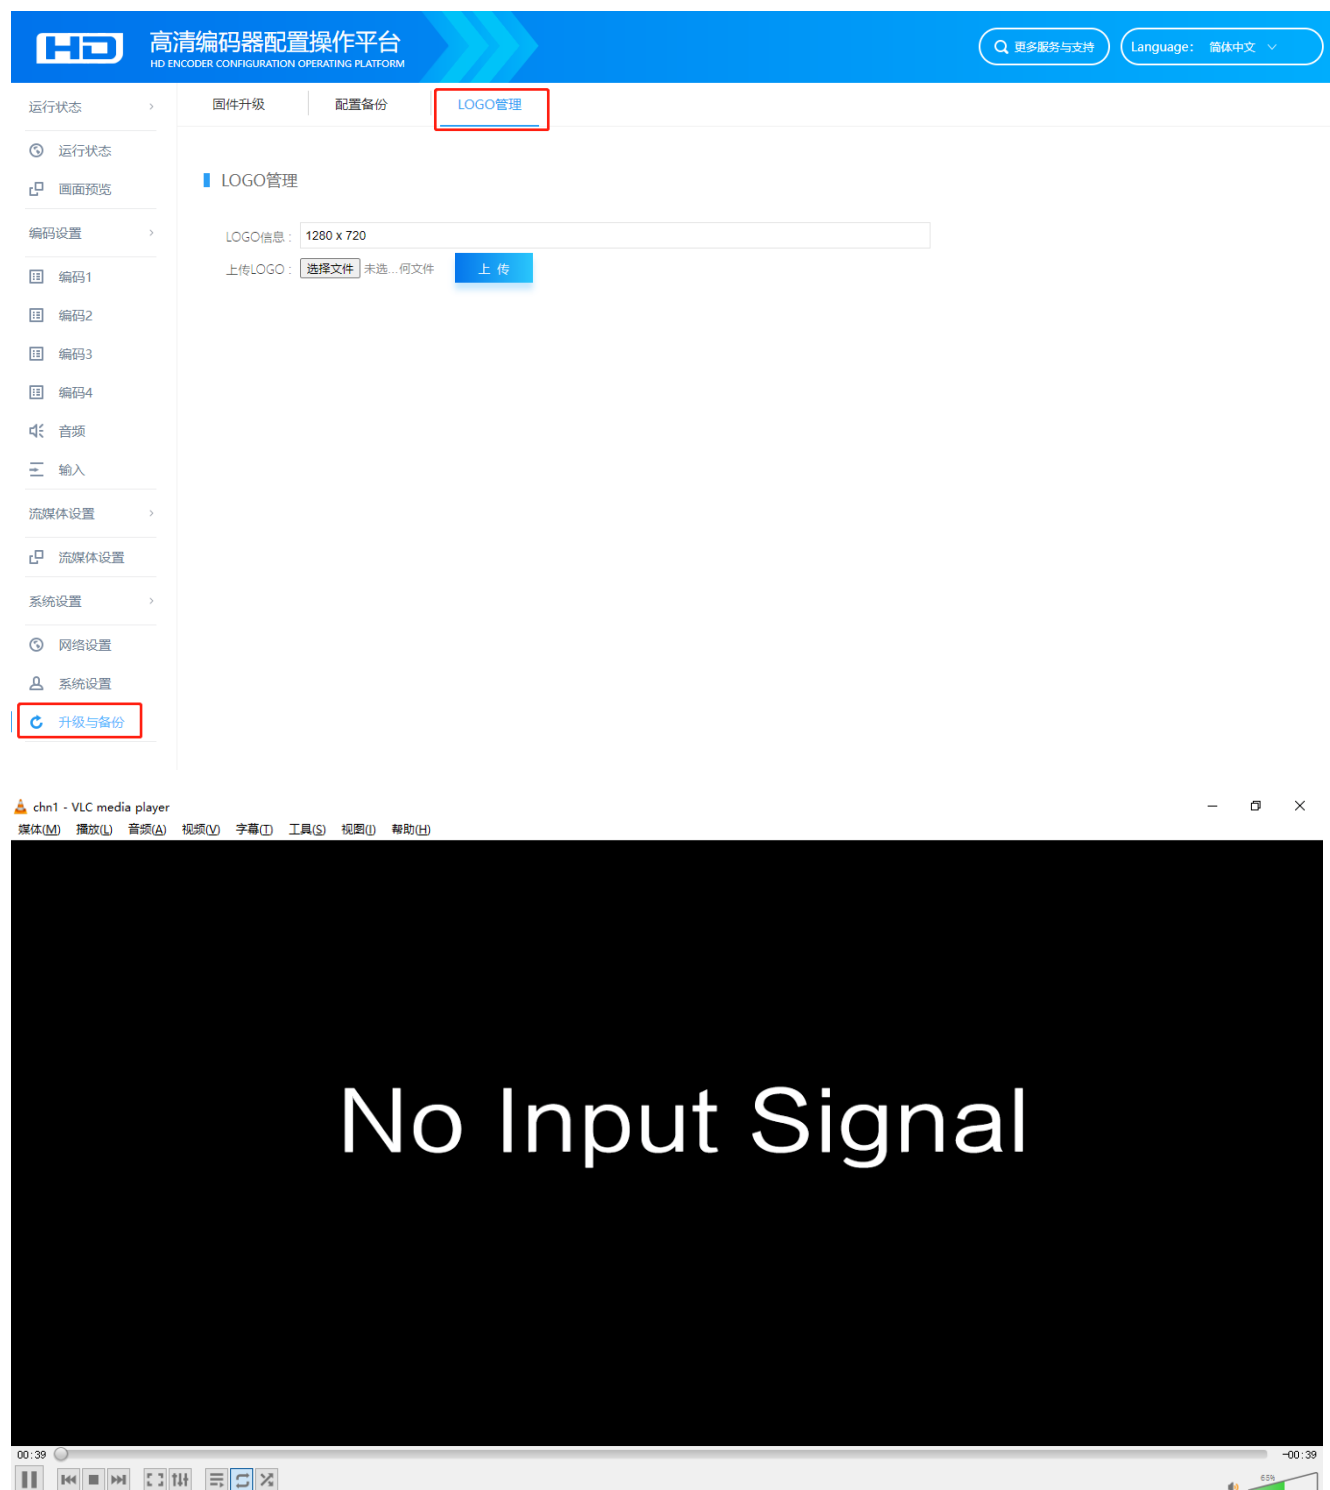 HD
高清编码器配置操作平台
HD ENCODER CONFIGURATION OPERATING PLATFORM
更多服务与支持
Language： 简体中文
运行状态
固件升级 配置备份 LOGO管理
运行状态
画面预览
LOGO管理
编码设置
LOGO信息 : 1280 x 720
上传LOGO : 选择文件 未选...何文件 上 传
编码1
编码2
编码3
编码4
音频
输入
流媒体设置
流媒体设置
系统设置
网络设置
系统设置
升级与备份
chn1 - VLC media player
媒体(M) 播放(L) 音频(A) 视频(V) 字幕(T) 工具(S) 视图(I) 帮助(H)
No Input Signal
00:39 -00:39
65%